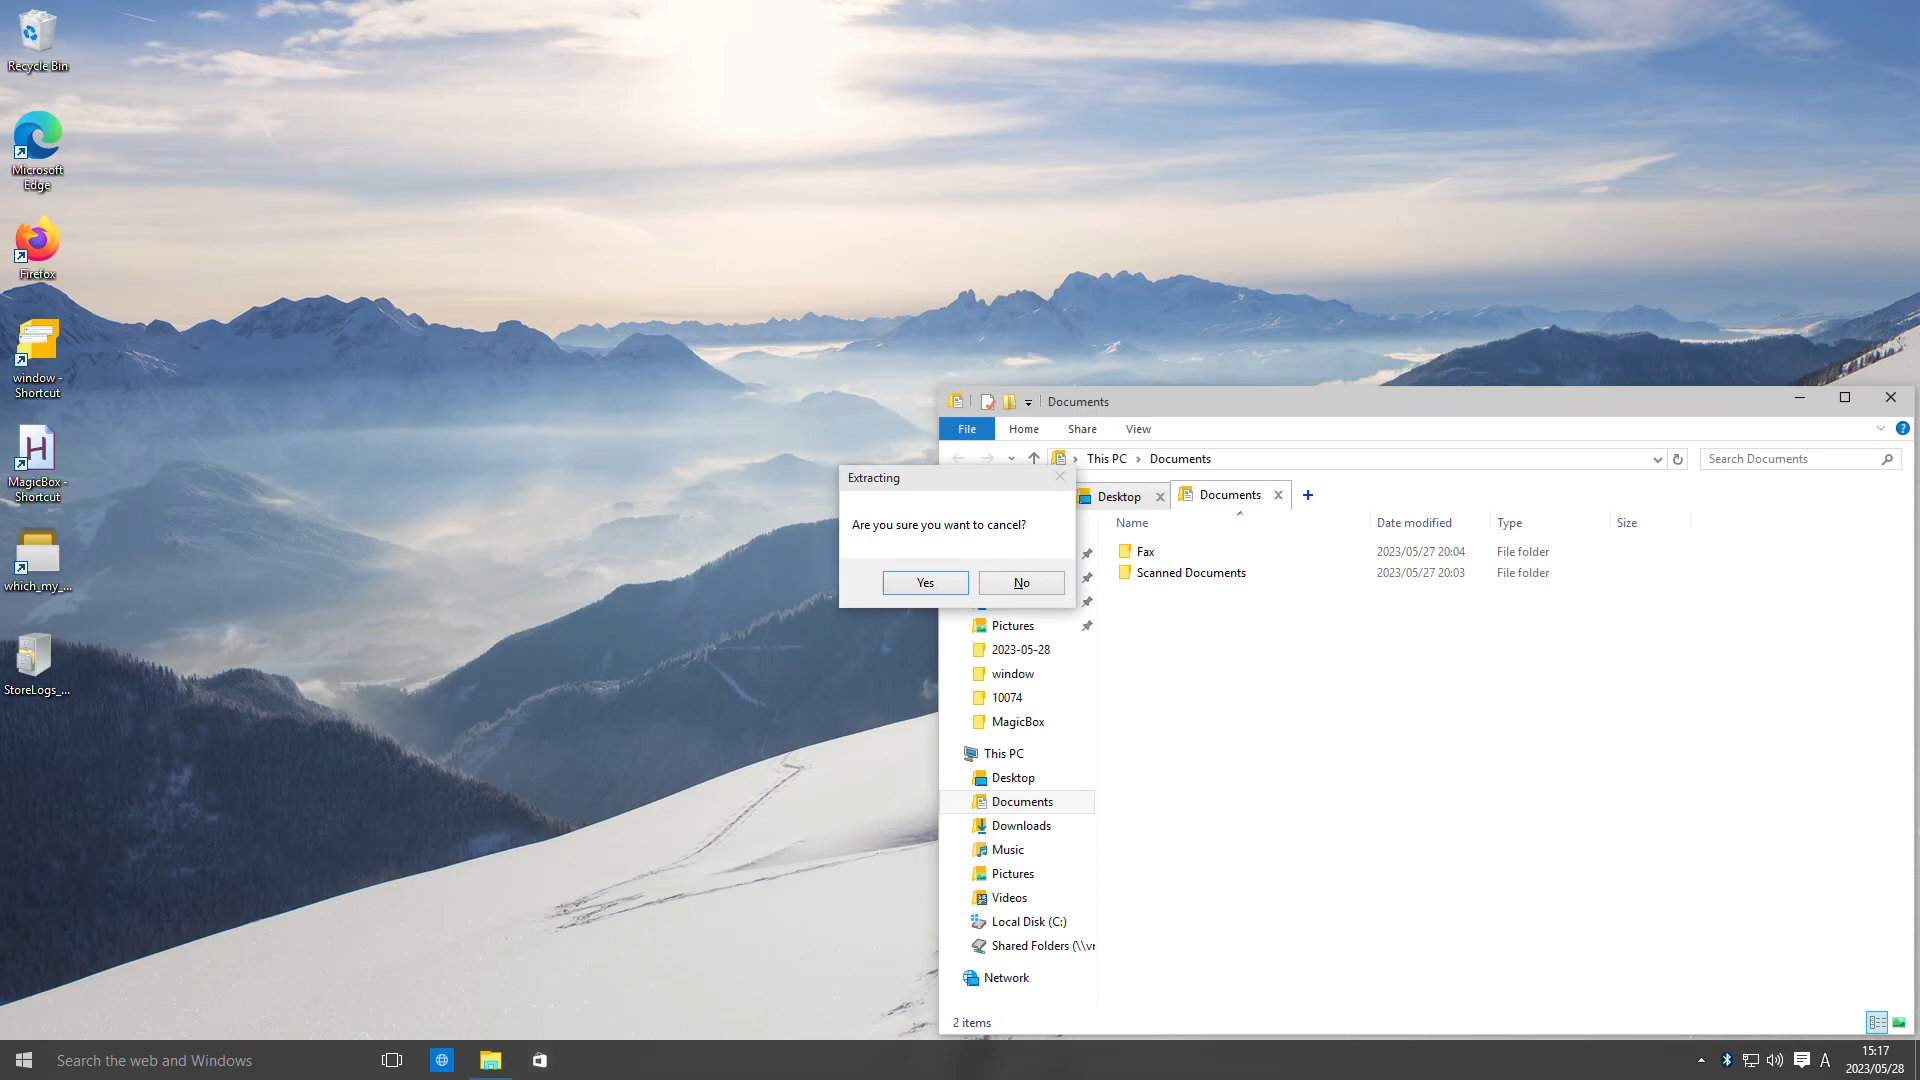 Recycle Bin
Microsoft
Edge
Firefox
window -
Shortcut
MagicBox -
Shortcut
which_my_...
StoreLogs_...
Documents
File
Home
Share
View
This PC
Documents
Search Documents
Extracting
Are you sure you want to cancel?
Yes
No
Desktop
Documents
Name
Date modified
Type
Size
Fax
2023/05/27 20:04
File folder
Scanned Documents
2023/05/27 20:03
File folder
Pictures
2023-05-28
window
10074
MagicBox
This PC
Desktop
Documents
Downloads
Music
Pictures
Videos
Local Disk (C:)
Shared Folders (\\vr
Network
2 items
Search the web and Windows
A
15:17
2023/05/28